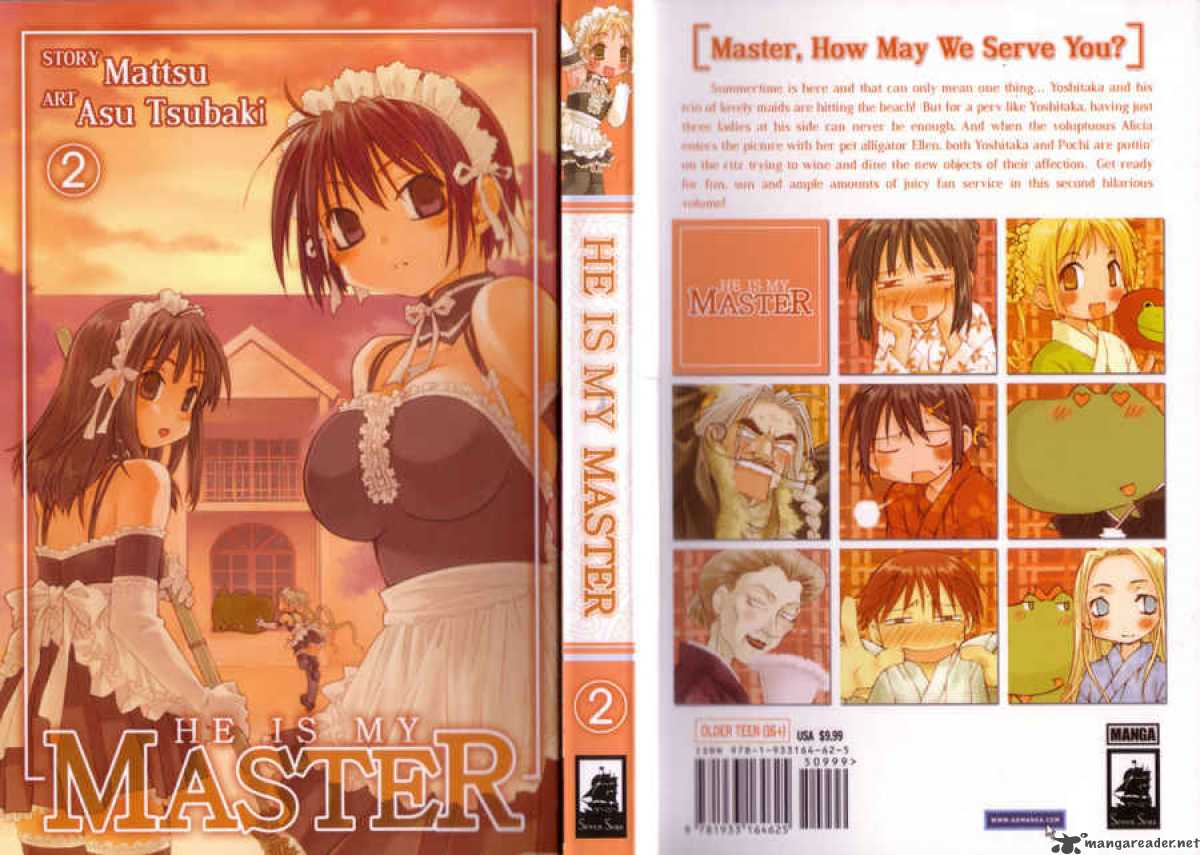 STORY Mattsu
ART Asu Tsubaki
2
HE IS MY
MASTER
HE IS MY MASTER
2
SEVEN SEAS
[Master, How May We Serve You?]
Summertime is here and that can only mean one thing... Yoshitaka and his
trio of lovely maids are hitting the beach! But for a perv like Yoshitaka, having just
three ladies at his side can never be enough. And when the voluptuous Alicia
enters the picture with her pet alligator Ellen, both Yoshitaka and Pochi are puttin'
on the ritz trying to wine and dine the new objects of their affection. Get ready
for fun, sun and ample amounts of juicy fan service in this second hilarious
volume!
HE IS MY
MASTER
OLDER TEEN (16+) USA $9.99
ISBN 978-1-933164-62-5
50999>
9 781933 164625
MANGA
SEVEN SEAS
WWW.GOMANGA.COM
mangareader.net